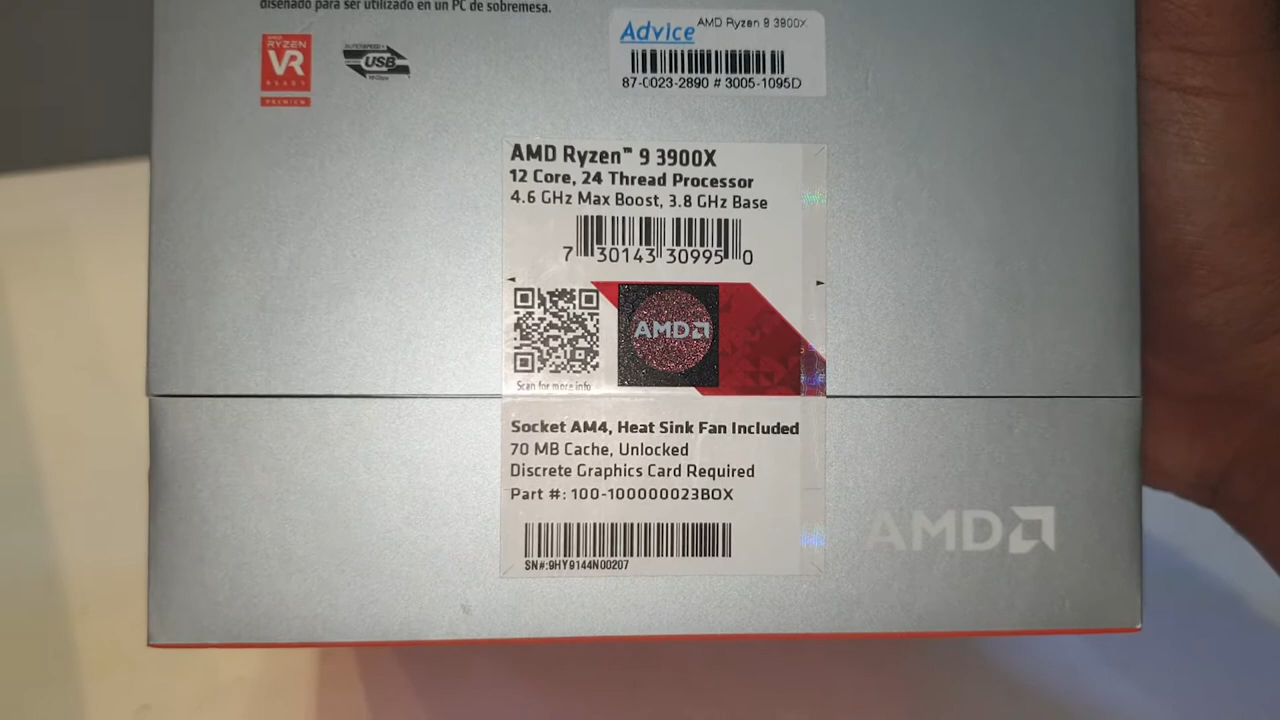 diseñado para ser utilizado en un PC de sobremesa.
AMD
RYZEN
VR
READY
PREMIUM
SUPERSPEED+
USB
10Gbps
Advice
AMD Ryzen 9 3900X
87-0023-2890 # 3005-1095D
AMD Ryzen™ 9 3900X
12 Core, 24 Thread Processor
4.6 GHz Max Boost, 3.8 GHz Base
7 30143 30995 0
AMD
Scan for more info
Socket AM4, Heat Sink Fan Included
70 MB Cache, Unlocked
Discrete Graphics Card Required
Part #: 100-100000023BOX
SN#:9HY9144N00207
AMD